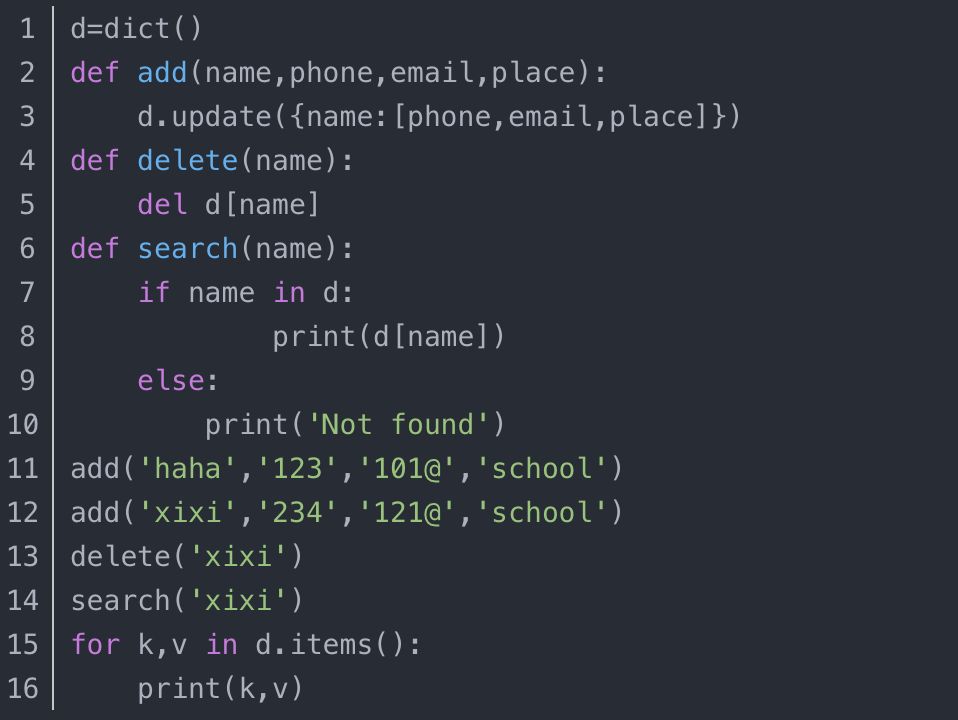 1 d=dict()
2 def add(name,phone,email,place):
3     d.update({name:[phone,email,place]})
4 def delete(name):
5     del d[name]
6 def search(name):
7     if name in d:
8             print(d[name])
9     else:
10         print('Not found')
11 add('haha','123','101@','school')
12 add('xixi','234','121@','school')
13 delete('xixi')
14 search('xixi')
15 for k,v in d.items():
16     print(k,v)